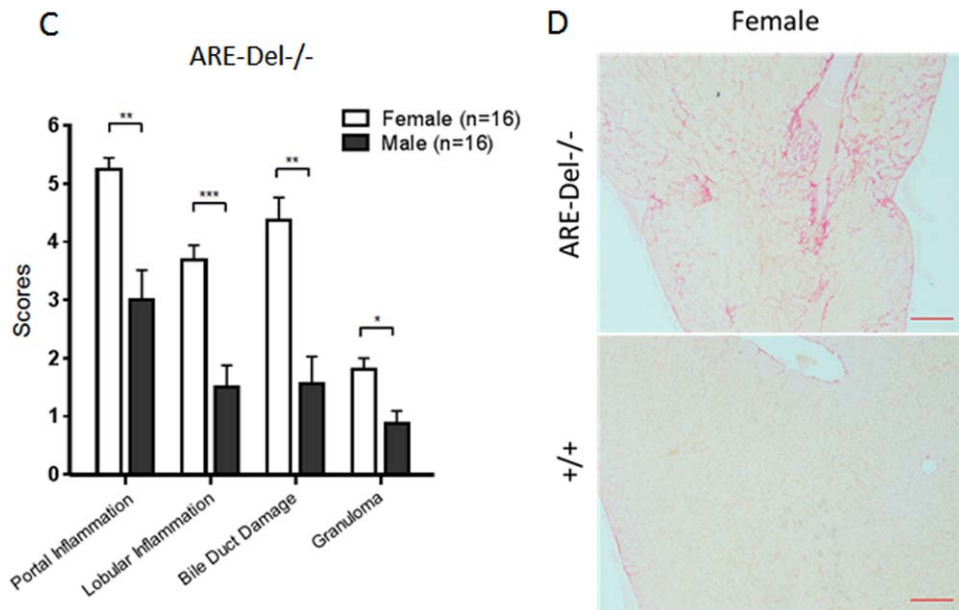 C
ARE-Del-/-
Female (n=16)
Male (n=16)
Scores
6
5
4
3
2
1
0
**
***
**
*
Portal Inflammation
Lobular Inflammation
Bile Duct Damage
Granuloma
D
Female
ARE-Del-/-
+/+